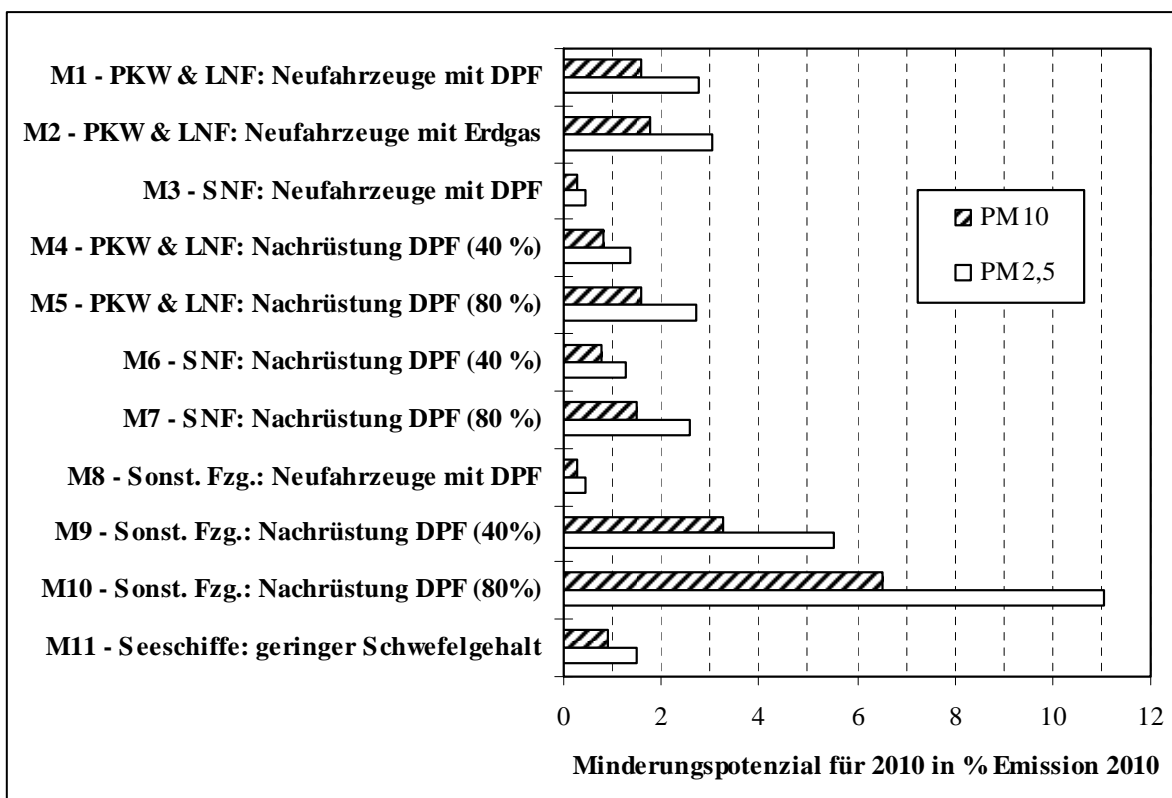 M1 - PKW & LNF: Neufahrzeuge mit DPF
M2 - PKW & LNF: Neufahrzeuge mit Erdgas
M3 - SNF: Neufahrzeuge mit DPF
M4 - PKW & LNF: Nachrüstung DPF (40 %)
M5 - PKW & LNF: Nachrüstung DPF (80 %)
M6 - SNF: Nachrüstung DPF (40 %)
M7 - SNF: Nachrüstung DPF (80 %)
M8 - Sonst. Fzg.: Neufahrzeuge mit DPF
M9 - Sonst. Fzg.: Nachrüstung DPF (40%)
M10 - Sonst. Fzg.: Nachrüstung DPF (80%)
M11 - Seeschiffe: geringer Schwefelgehalt
PM10
PM2,5
0 2 4 6 8 10 12
Minderungspotenzial für 2010 in % Emission 2010